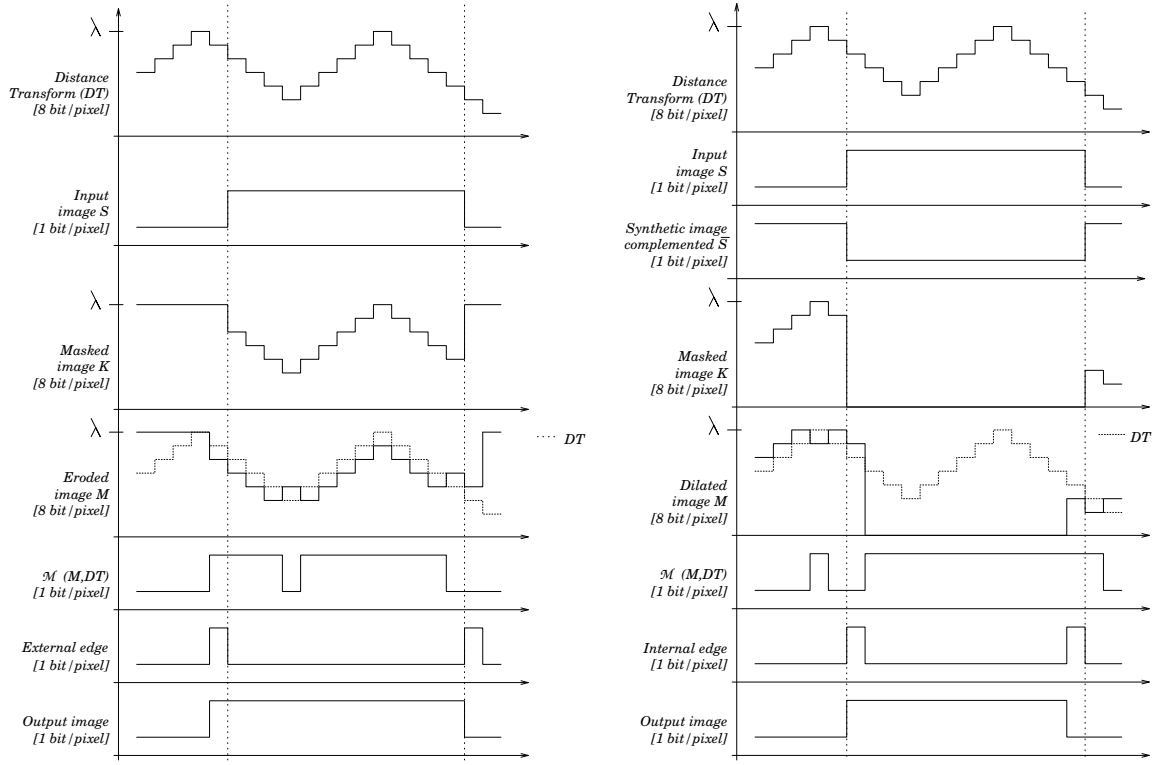 λ
Distance
Transform (DT)
[8 bit/pixel]
Input
image S
[1 bit/pixel]
λ
Masked
image K
[8 bit/pixel]
λ
DT
Eroded
image M
[8 bit/pixel]
ℳ (M,DT)
[1 bit/pixel]
External edge
[1 bit/pixel]
Output image
[1 bit/pixel]
λ
Distance
Transform (DT)
[8 bit/pixel]
Input
image S
[1 bit/pixel]
Synthetic image
complemented S̅
[1 bit/pixel]
λ
Masked
image K
[8 bit/pixel]
λ
DT
Dilated
image M
[8 bit/pixel]
ℳ (M,DT)
[1 bit/pixel]
Internal edge
[1 bit/pixel]
Output image
[1 bit/pixel]